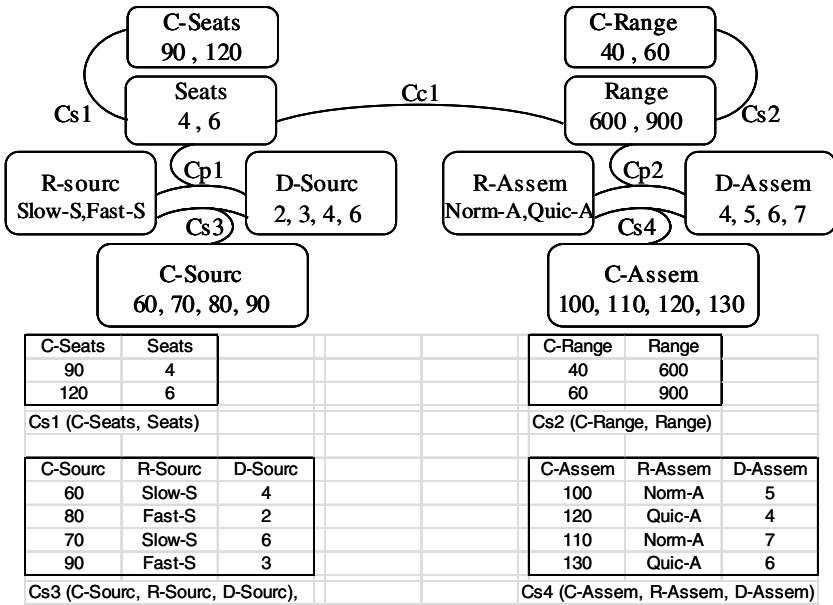 C-Seats
90 , 120
C-Range
40 , 60
Cs1
Seats
4 , 6
Cc1
Range
600 , 900
Cs2
R-sourc
Slow-S,Fast-S
Cp1
D-Sourc
2, 3, 4, 6
R-Assem
Norm-A,Quic-A
Cp2
D-Assem
4, 5, 6, 7
Cs3
Cs4
C-Sourc
60, 70, 80, 90
C-Assem
100, 110, 120, 130
C-Seats Seats
90 4
120 6
Cs1 (C-Seats, Seats)
C-Range Range
40 600
60 900
Cs2 (C-Range, Range)
C-Sourc R-Sourc D-Sourc
60 Slow-S 4
80 Fast-S 2
70 Slow-S 6
90 Fast-S 3
Cs3 (C-Sourc, R-Sourc, D-Sourc),
C-Assem R-Assem D-Assem
100 Norm-A 5
120 Quic-A 4
110 Norm-A 7
130 Quic-A 6
Cs4 (C-Assem, R-Assem, D-Assem)